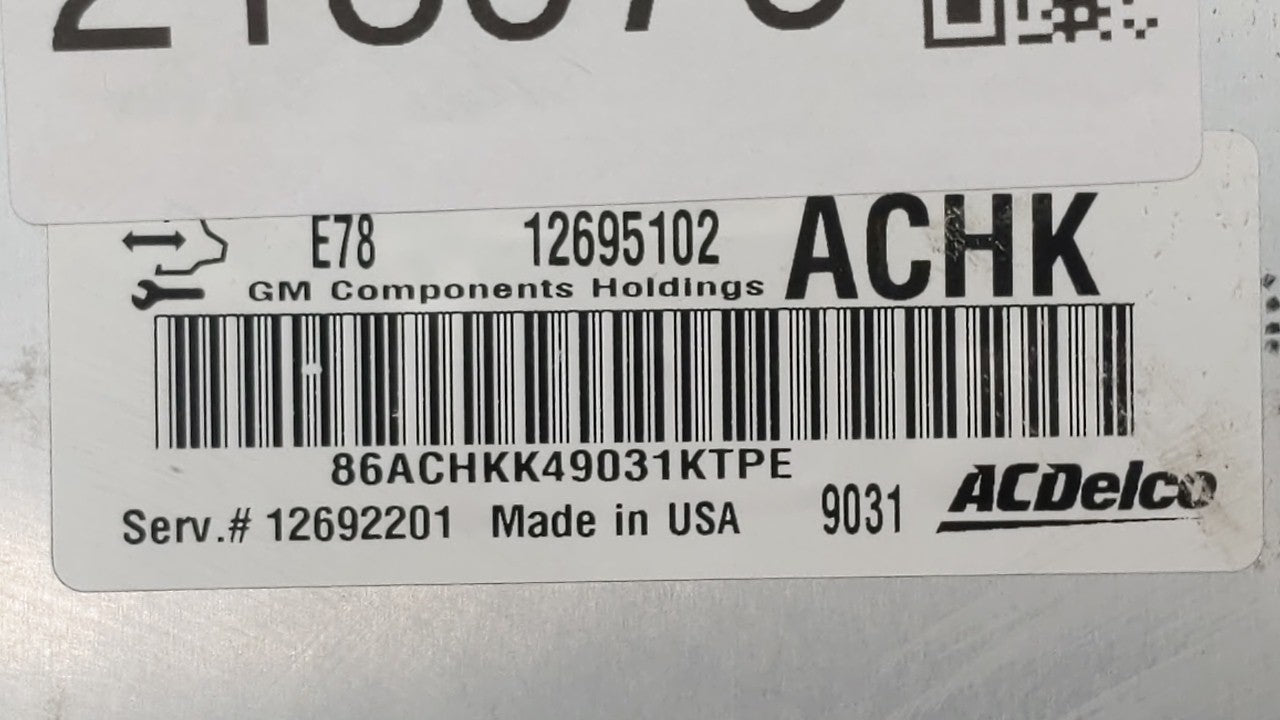 E78 12695102 ACHK
GM Components Holdings
86ACHKK49031KTPE
Serv.# 12692201 Made in USA 9031 ACDelco